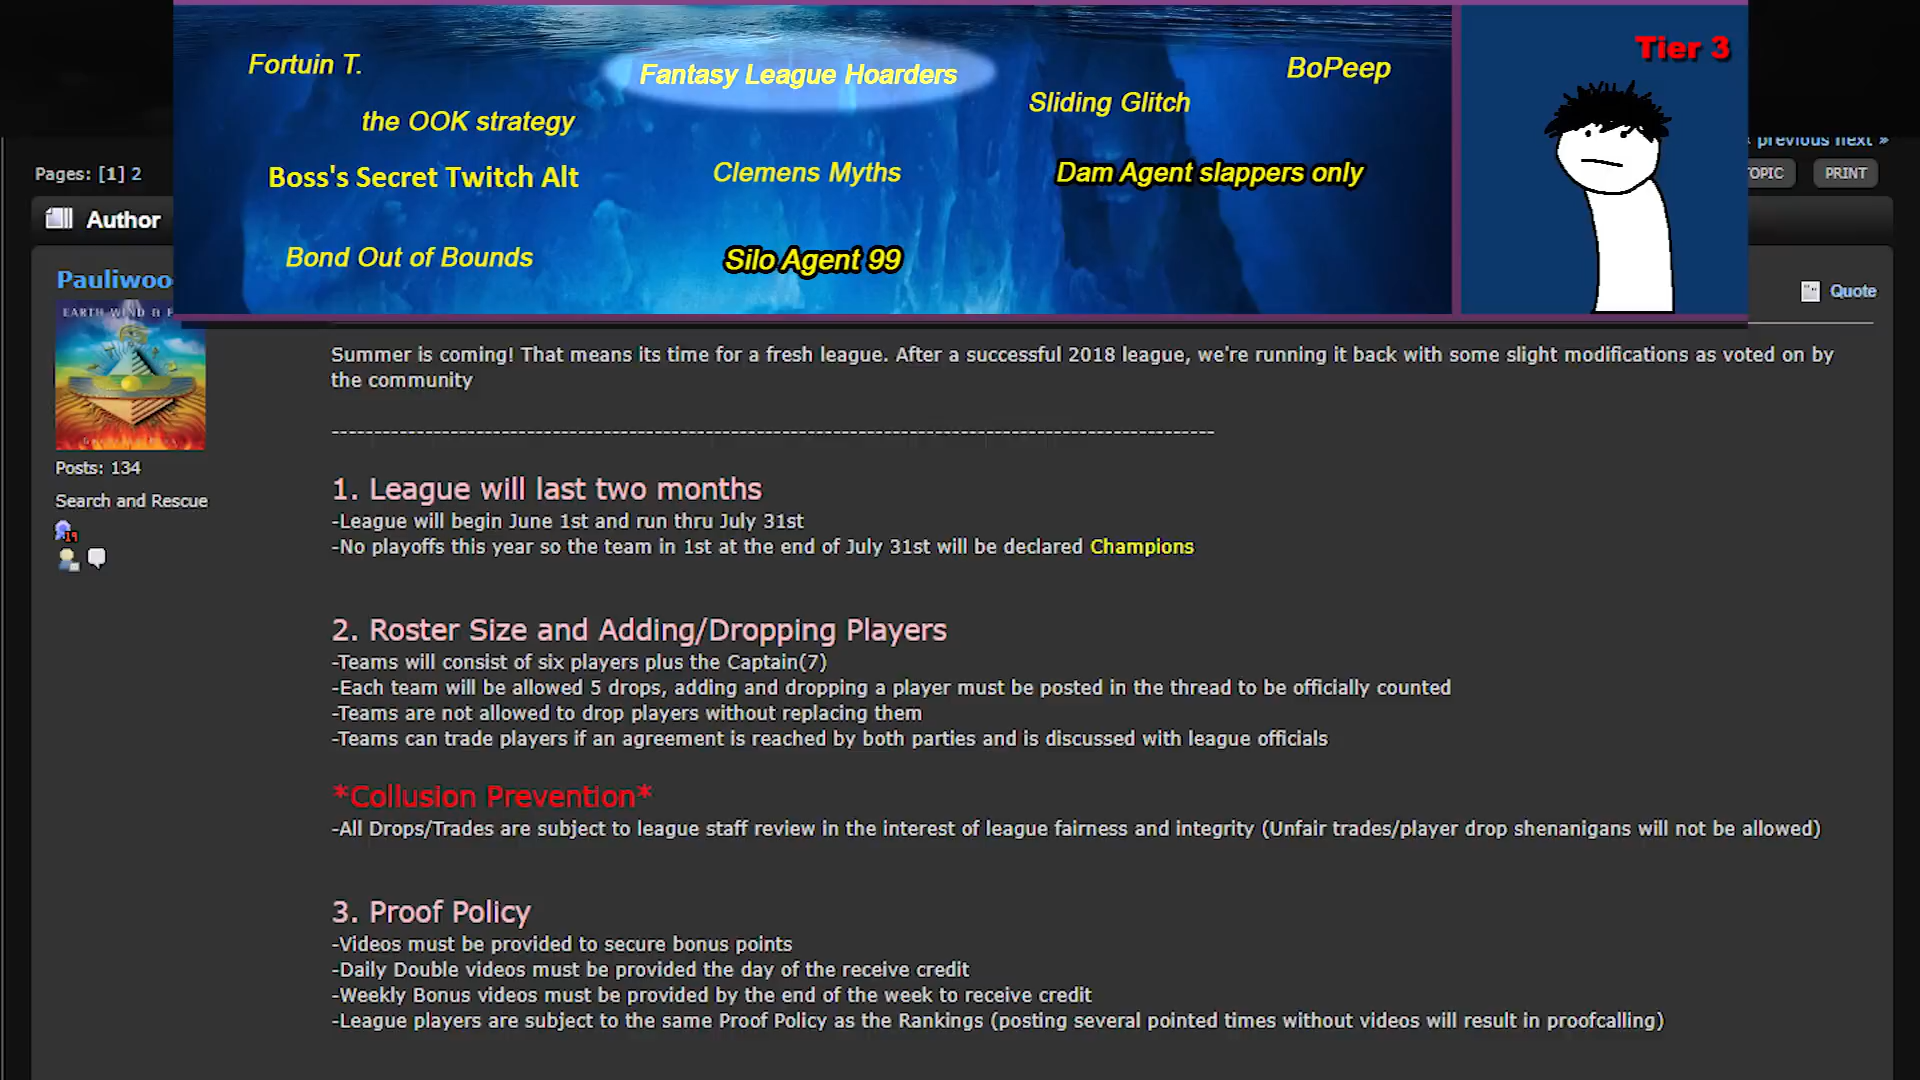 Fortuin T.
Fantasy League Hoarders
BoPeep
Tier 3
the OOK strategy
Sliding Glitch
Boss's Secret Twitch Alt
Clemens Myths
Dam Agent slappers only
Bond Out of Bounds
Silo Agent 99
previous next »
Pages: [1] 2
OPIC
PRINT
Author
Pauliwoo
Quote
EARTH WIND &
Posts: 134
Search and Rescue
19
Summer is coming! That means its time for a fresh league. After a successful 2018 league, we're running it back with some slight modifications as voted on by
the community
--------------------------------------------------------------------------------------------------------------
1. League will last two months
-League will begin June 1st and run thru July 31st
-No playoffs this year so the team in 1st at the end of July 31st will be declared Champions
2. Roster Size and Adding/Dropping Players
-Teams will consist of six players plus the Captain(7)
-Each team will be allowed 5 drops, adding and dropping a player must be posted in the thread to be officially counted
-Teams are not allowed to drop players without replacing them
-Teams can trade players if an agreement is reached by both parties and is discussed with league officials
*Collusion Prevention*
-All Drops/Trades are subject to league staff review in the interest of league fairness and integrity (Unfair trades/player drop shenanigans will not be allowed)
3. Proof Policy
-Videos must be provided to secure bonus points
-Daily Double videos must be provided the day of the receive credit
-Weekly Bonus videos must be provided by the end of the week to receive credit
-League players are subject to the same Proof Policy as the Rankings (posting several pointed times without videos will result in proofcalling)